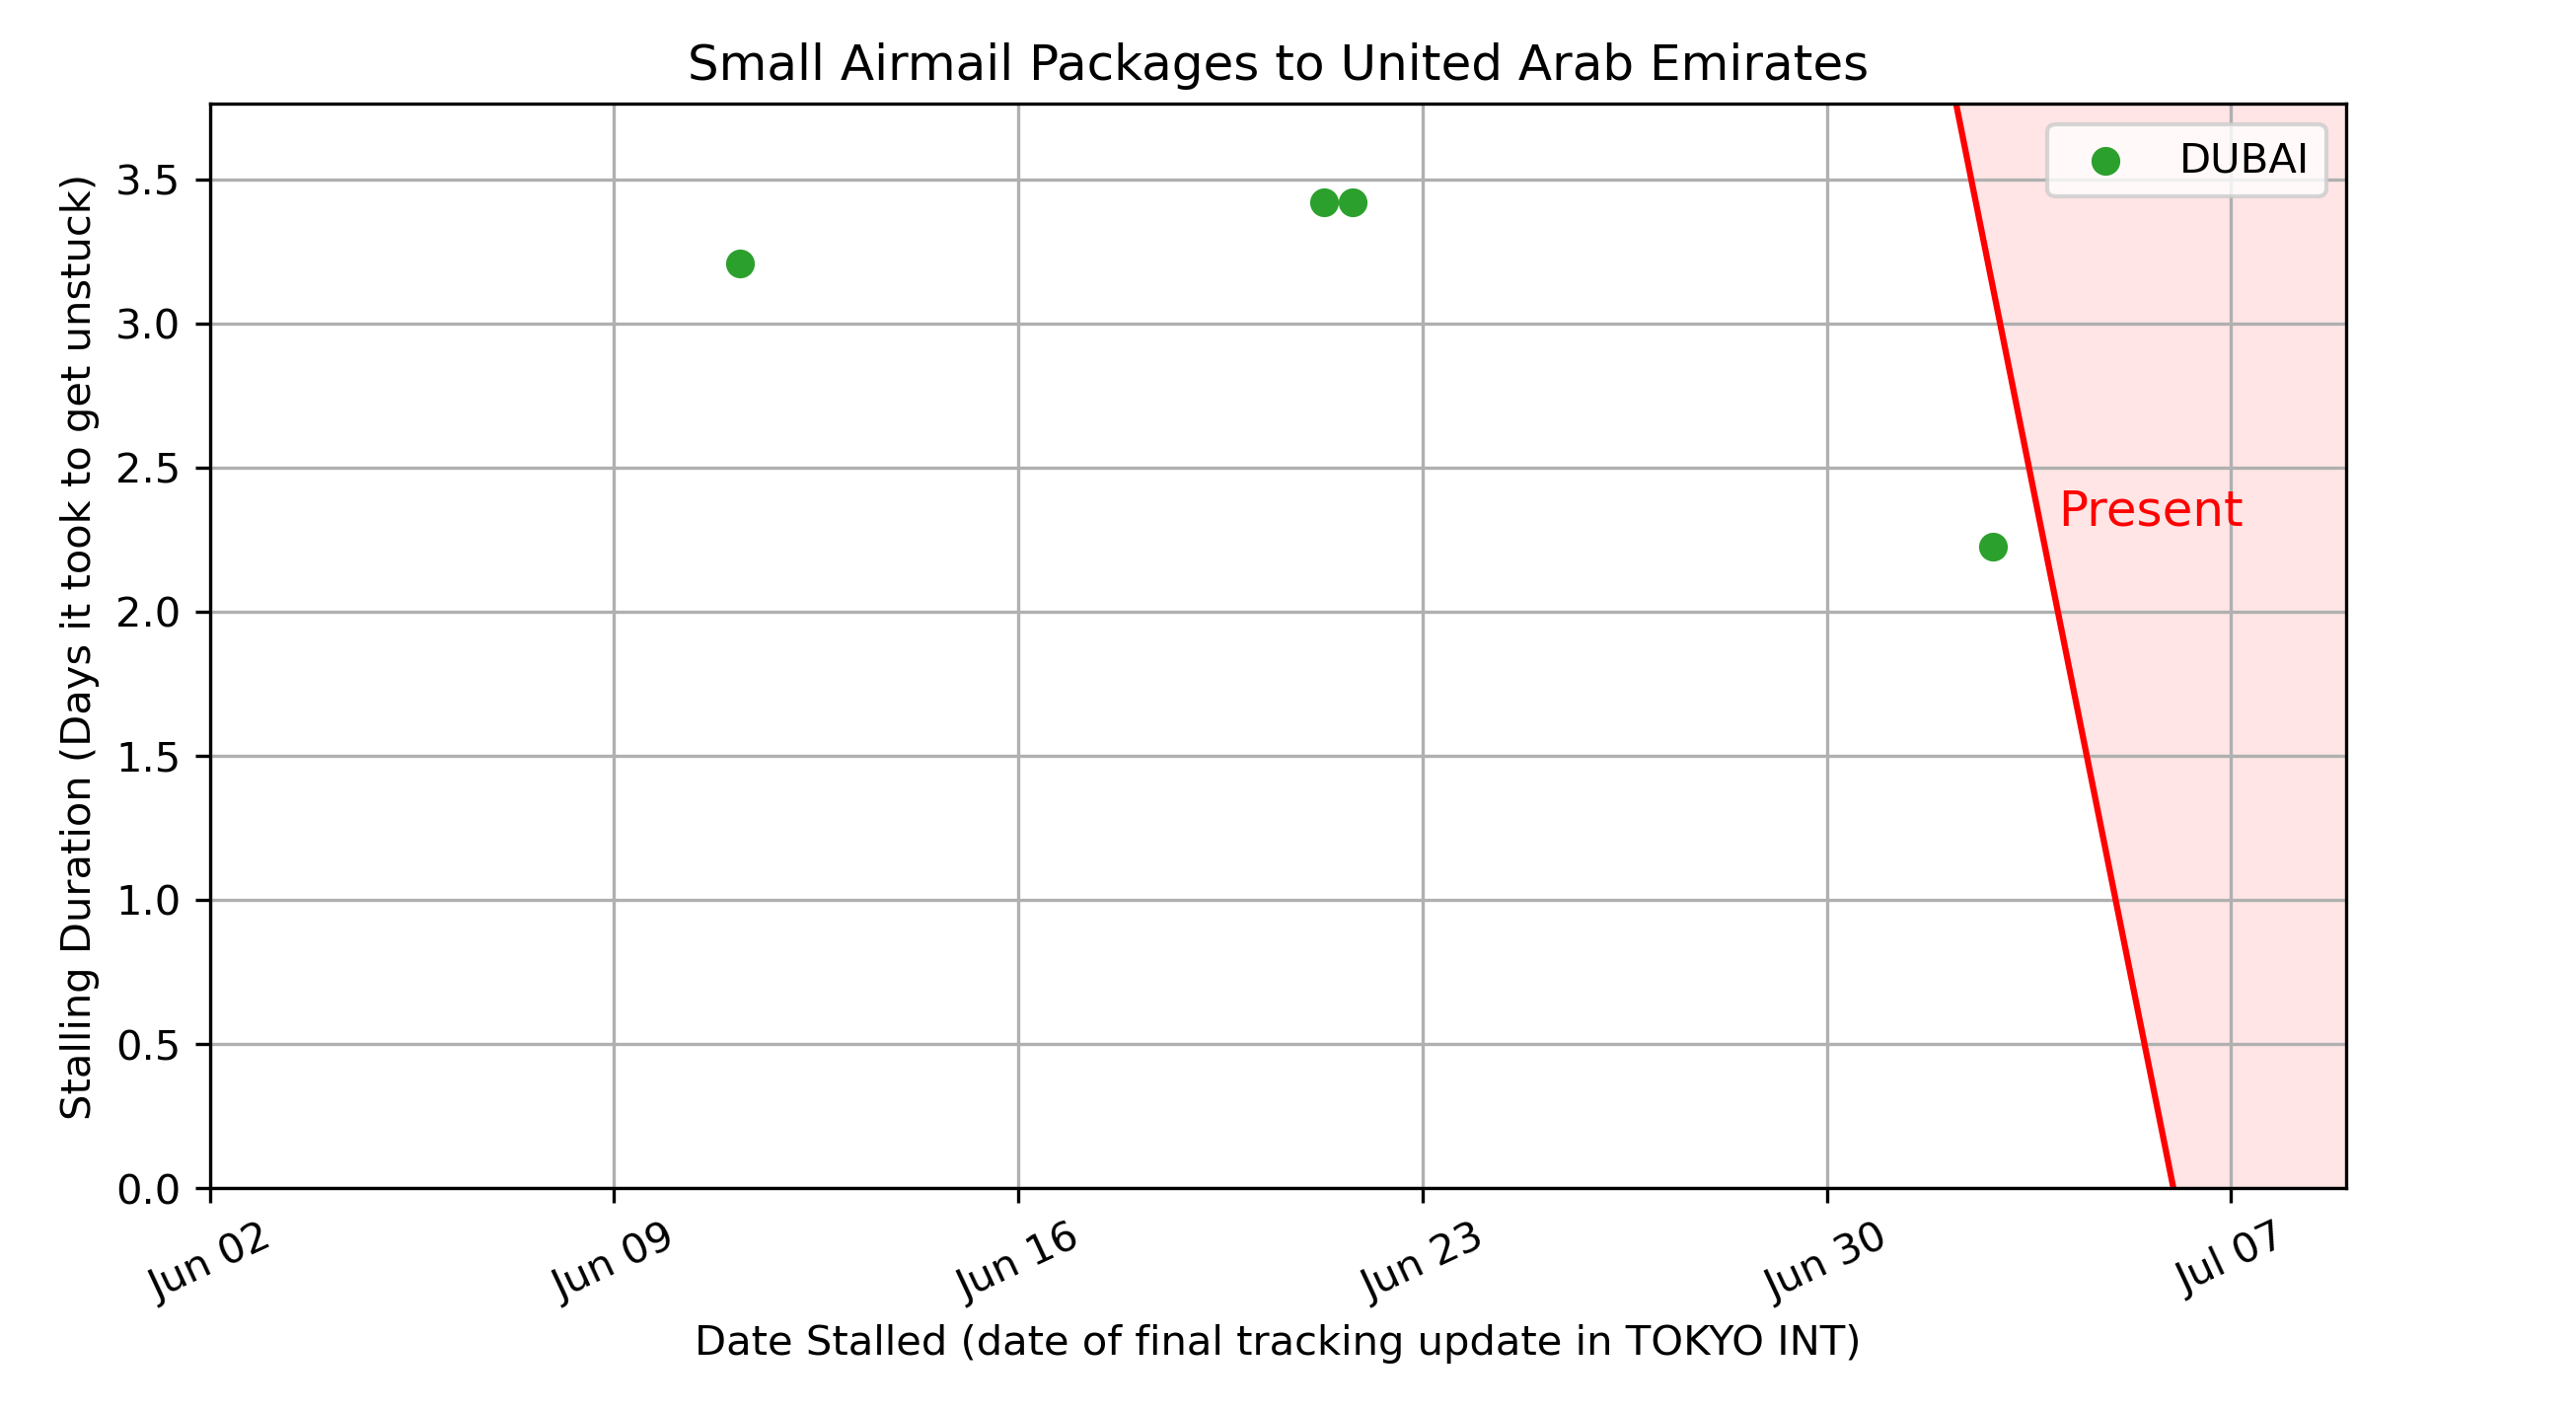 Small Airmail Packages to United Arab Emirates
DUBAI
Present
Stalling Duration (Days it took to get unstuck)
3.5
3.0
2.5
2.0
1.5
1.0
0.5
0.0
Jun 02
Jun 09
Jun 16
Jun 23
Jun 30
Jul 07
Date Stalled (date of final tracking update in TOKYO INT)